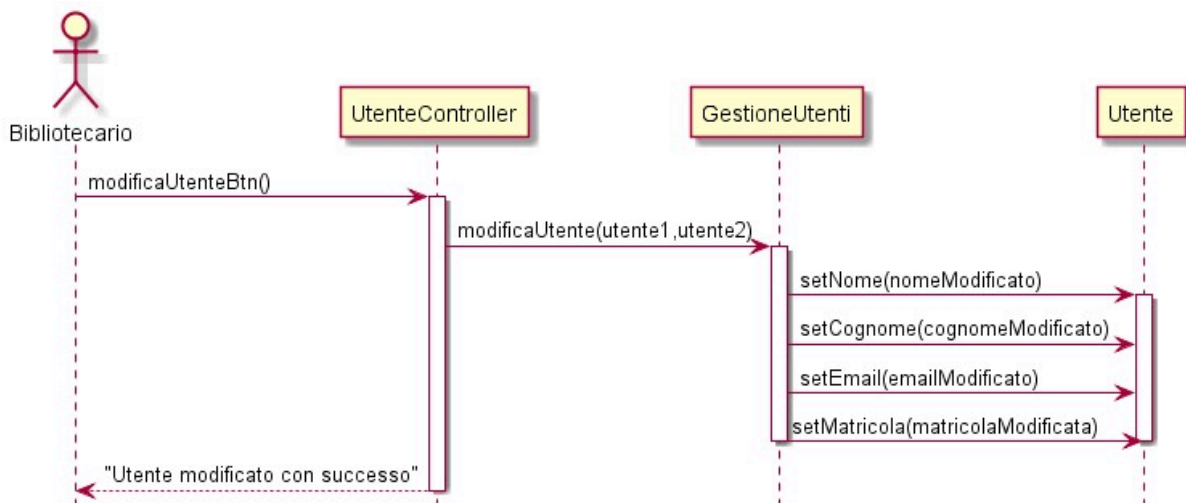 Bibliotecario
UtenteController
GestioneUtenti
Utente
modificaUtenteBtn()
modificaUtente(utente1,utente2)
setNome(nomeModificato)
setCognome(cognomeModificato)
setEmail(emailModificato)
setMatricola(matricolaModificata)
"Utente modificato con successo"